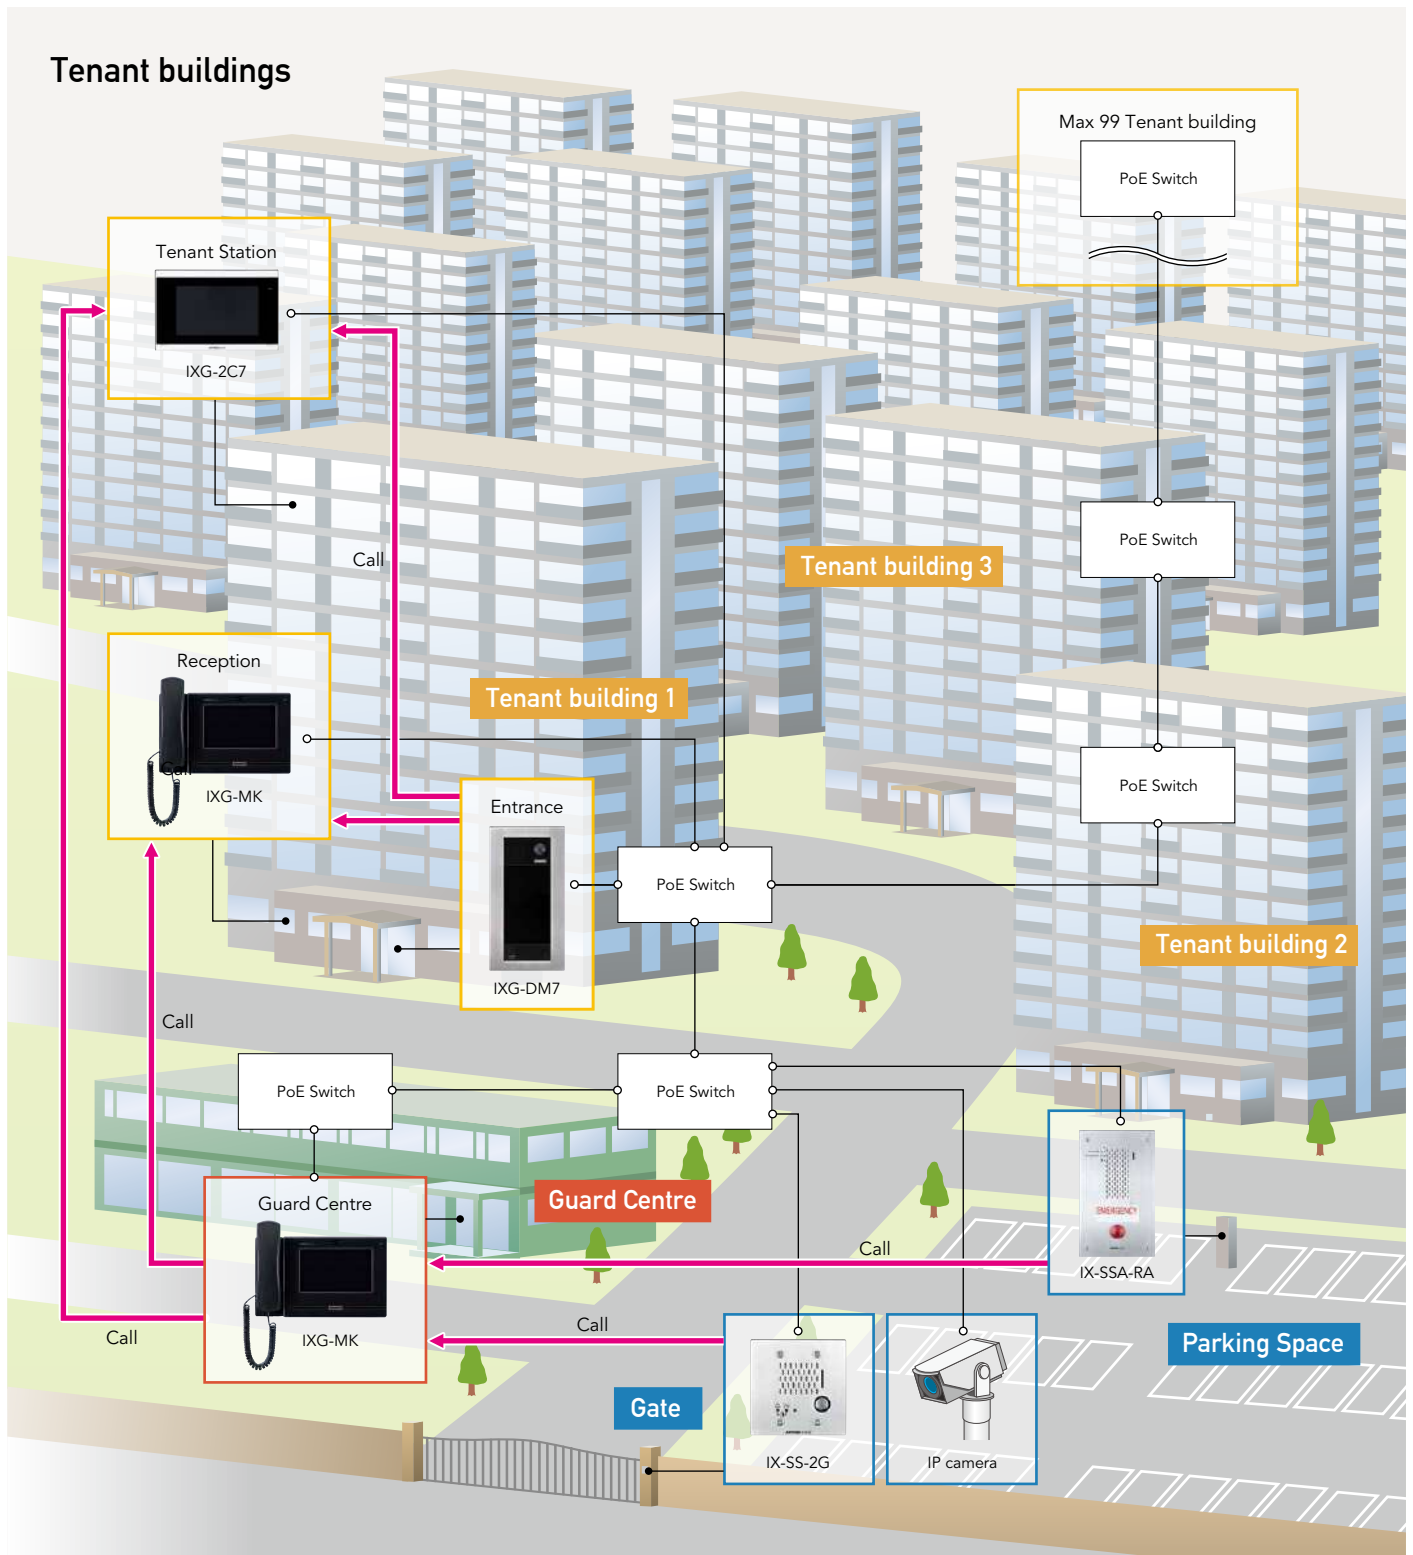 Tenant buildings
Max 99 Tenant building
PoE Switch
Tenant Station
IXG-2C7
PoE Switch
Call
Tenant building 3
Reception
Call
IXG-MK
Tenant building 1
PoE Switch
Entrance
IXG-DM7
PoE Switch
Tenant building 2
Call
PoE Switch
PoE Switch
Guard Centre
IXG-MK
Guard Centre
EMERGENCY
IX-SSA-RA
Call
Call
Call
Parking Space
Gate
IX-SS-2G
IP camera